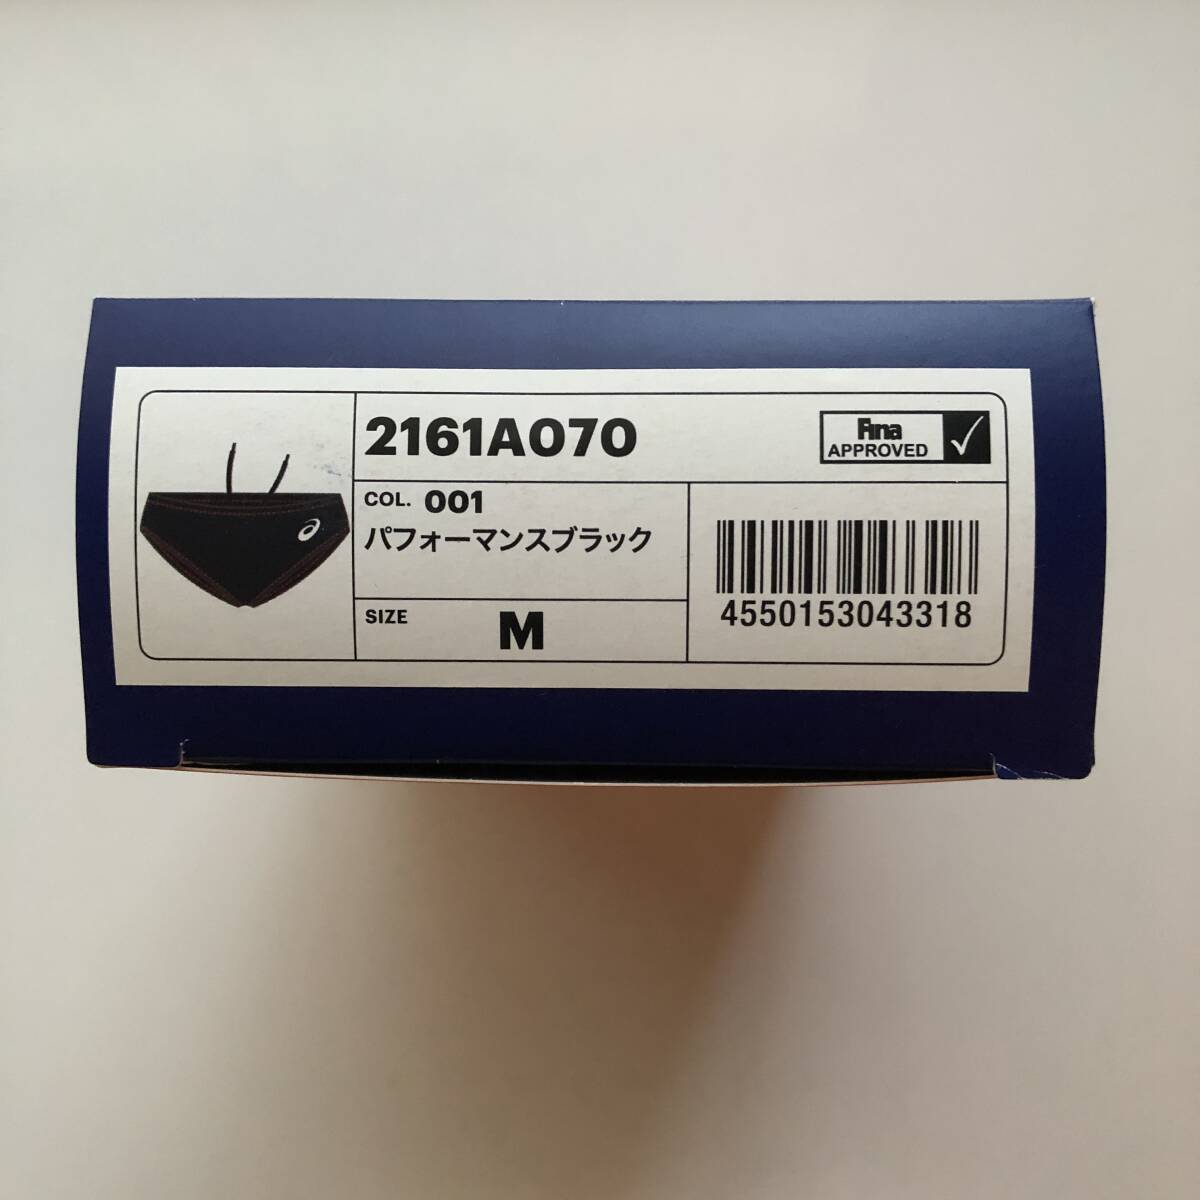 2161A070
Fina
APPROVED
COL. 001
パフォーマンスブラック
SIZE M
4550153043318